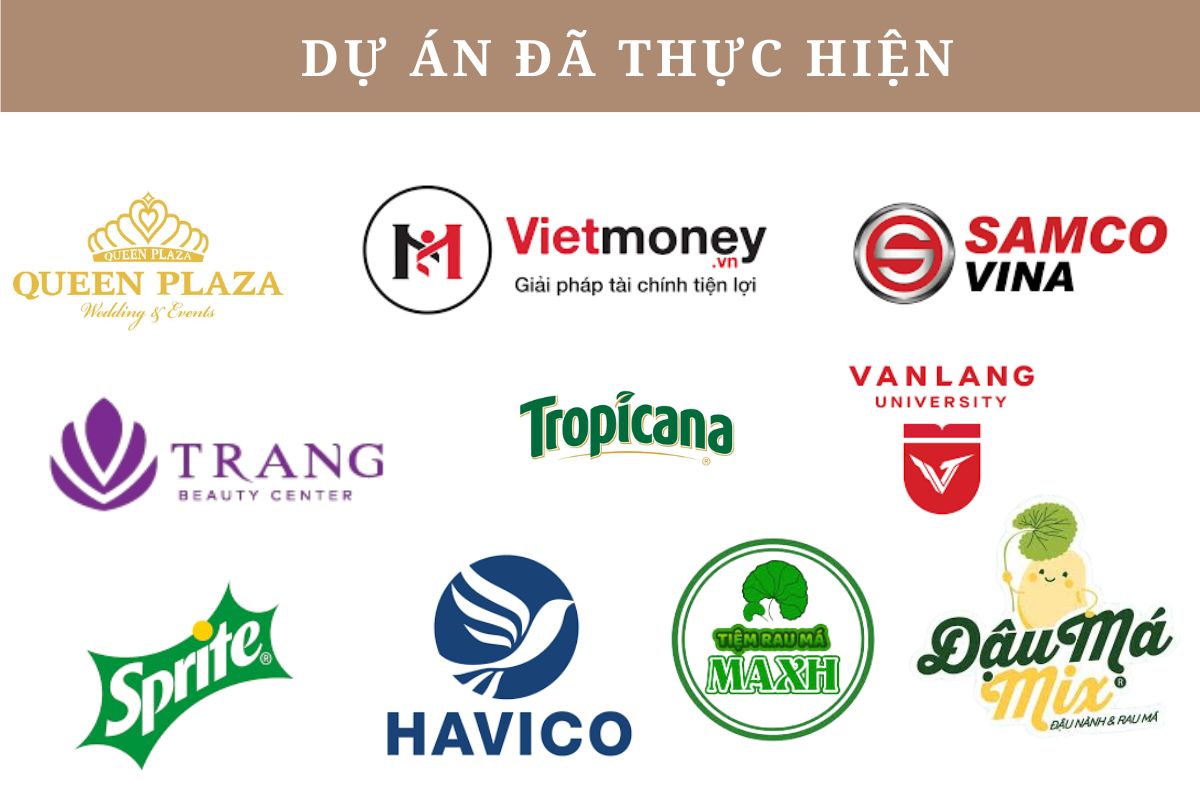 DỰ ÁN ĐÃ THỰC HIỆN
QUEEN PLAZA
QUEEN PLAZA
Wedding & Events
Vietmoney
.vn
Giải pháp tài chính tiện lợi
SAMCO
VINA
TRANG
BEAUTY CENTER
Tropicana
®
VANLANG
UNIVERSITY
Sprite
®
HAVICO
TIỆM RAU MÁ
MAXH
Đậu Má
Mix
®
ĐẬU NÀNH & RAU MÁ